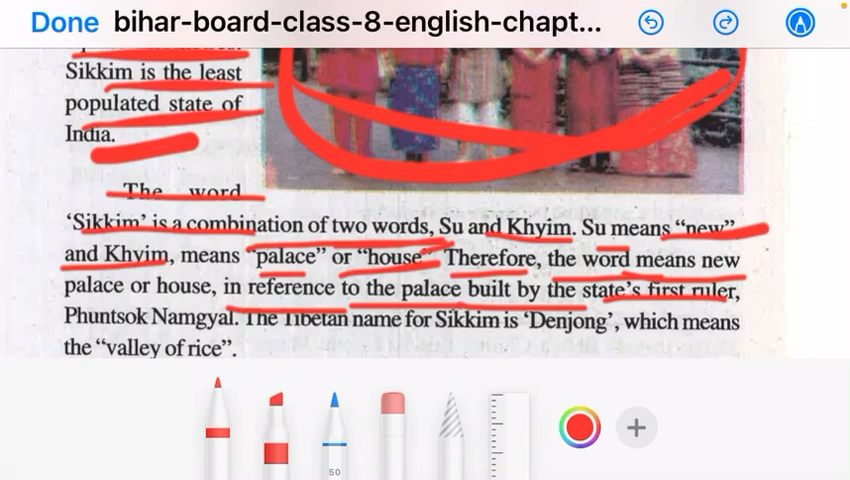 Done bihar-board-class-8-english-chapt...
Sikkim is the least
populated state of
India.
The word
‘Sikkim’ is a combination of two words, Su and Khyim. Su means “new”
and Khyim, means “palace” or “house” Therefore, the word means new
palace or house, in reference to the palace built by the state’s first ruler,
Phuntsok Namgyal. The Tibetan name for Sikkim is ‘Denjong’, which means
the “valley of rice”.
50